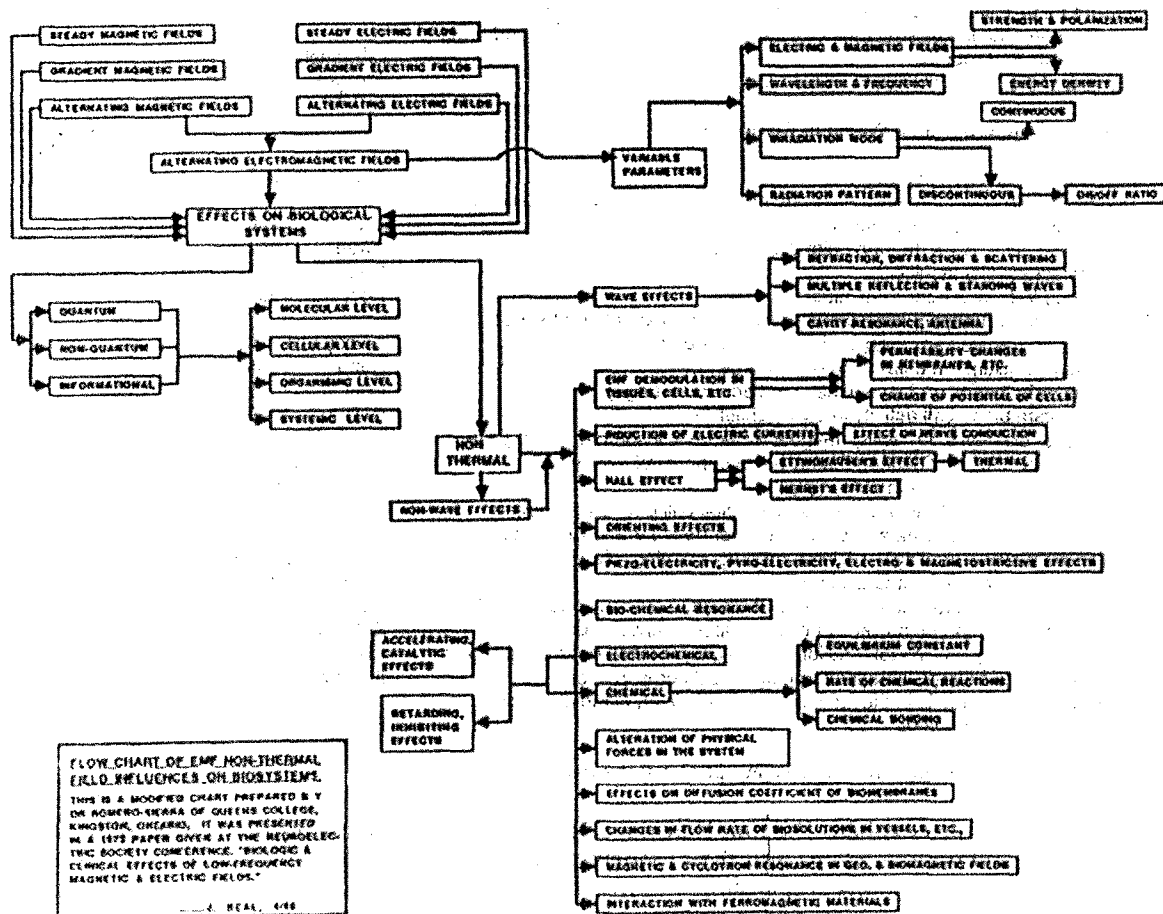 STEADY MAGNETIC FIELDS
GRADIENT MAGNETIC FIELDS
ALTERNATING MAGNETIC FIELDS
STEADY ELECTRIC FIELDS
GRADIENT ELECTRIC FIELDS
ALTERNATING ELECTRIC FIELDS
ALTERNATING ELECTROMAGNETIC FIELDS
EFFECTS ON BIOLOGICAL
SYSTEMS
VARIABLE
PARAMETERS
ELECTRIC & MAGNETIC FIELDS
STRENGTH & POLARIZATION
ENERGY DENSITY
WAVELENGTH & FREQUENCY
CONTINUOUS
IRRADIATION MODE
RADIATION PATTERN
DISCONTINUOUS
ON/OFF RATIO
QUANTUM
NON-QUANTUM
INFORMATIONAL
MOLECULAR LEVEL
CELLULAR LEVEL
ORGANISMIC LEVEL
SYSTEMIC LEVEL
WAVE EFFECTS
REFRACTION, DIFFRACTION & SCATTERING
MULTIPLE REFLECTION & STANDING WAVES
CAVITY RESONANCE, ANTENNA
NON
THERMAL
NON-WAVE EFFECTS
EMF DEMODULATION IN
TISSUES, CELLS, ETC.
PERMEABILITY CHANGES
IN MEMBRANES, ETC.
CHANGE OF POTENTIAL OF CELLS
INDUCTION OF ELECTRIC CURRENTS
EFFECT ON NERVE CONDUCTION
HALL EFFECT
ETTINGHAUSEN'S EFFECT
THERMAL
NERNST'S EFFECT
ORIENTING EFFECTS
PIEZO-ELECTRICITY, PYRO-ELECTRICITY, ELECTRO- & MAGNETOSTRICTIVE EFFECTS
BIO-CHEMICAL RESONANCE
ACCELERATING,
CATALYTIC
EFFECTS
RETARDING,
INHIBITING
EFFECTS
ELECTROCHEMICAL
CHEMICAL
EQUILIBRIUM CONSTANT
RATE OF CHEMICAL REACTIONS
CHEMICAL BONDING
ALTERATION OF PHYSICAL
FORCES IN THE SYSTEM
EFFECTS ON DIFFUSION COEFFICIENT OF BIOMEMBRANES
CHANGES IN FLOW RATE OF BIOSOLUTIONS IN VESSELS, ETC.,
MAGNETIC & CYCLOTRON RESONANCE IN GEO. & BIOMAGNETIC FIELDS
INTERACTION WITH FERROMAGNETIC MATERIALS
FLOW CHART OF EMF NON-THERMAL
FIELD INFLUENCES ON BIOSYSTEMS.
THIS IS A MODIFIED CHART PREPARED BY
DR ROMERO-SIERRA OF QUEENS COLLEGE,
KINGSTON, ONTARIO, IT WAS PRESENTED
IN A 1975 PAPER GIVEN AT THE NEUROELEC-
TRIC SOCIETY CONFERENCE. "BIOLOGIC &
CLINICAL EFFECTS OF LOW-FREQUENCY
MAGNETIC & ELECTRIC FIELDS."
J. BEAL,